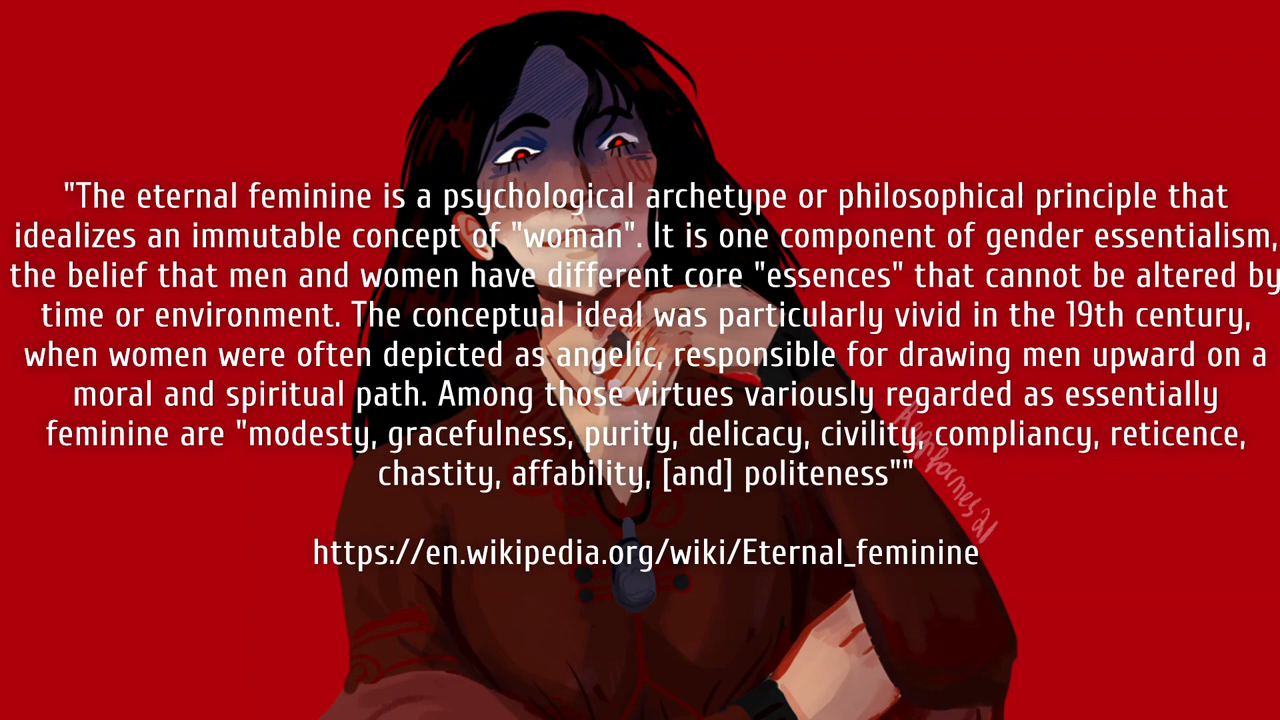 "The eternal feminine is a psychological archetype or philosophical principle that
idealizes an immutable concept of "woman". It is one component of gender essentialism,
the belief that men and women have different core "essences" that cannot be altered by
time or environment. The conceptual ideal was particularly vivid in the 19th century,
when women were often depicted as angelic, responsible for drawing men upward on a
moral and spiritual path. Among those virtues variously regarded as essentially
feminine are "modesty, gracefulness, purity, delicacy, civility, compliancy, reticence,
chastity, affability, [and] politeness""
https://en.wikipedia.org/wiki/Eternal_feminine